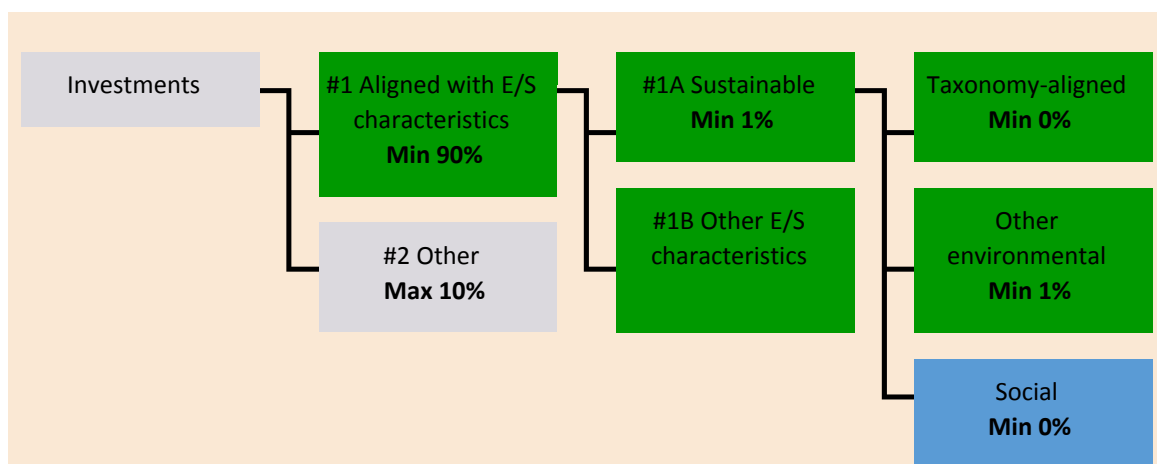 Investments
#1 Aligned with E/S
characteristics
Min 90%
#2 Other
Max 10%
#1A Sustainable
Min 1%
#1B Other E/S
characteristics
Taxonomy-aligned
Min 0%
Other
environmental
Min 1%
Social
Min 0%